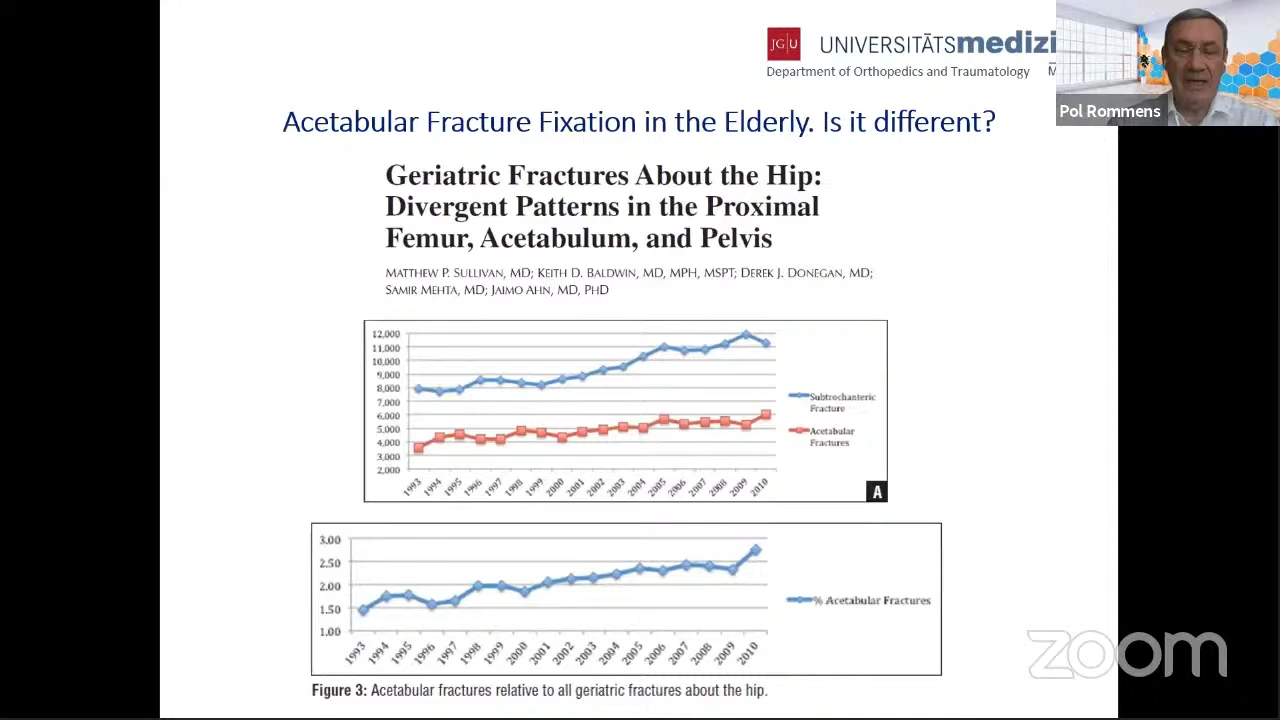 JG|U UNIVERSITÄTSmedizi
Department of Orthopedics and Traumatology M
Pol Rommens
Acetabular Fracture Fixation in the Elderly. Is it different?
Geriatric Fractures About the Hip:
Divergent Patterns in the Proximal
Femur, Acetabulum, and Pelvis
MATTHEW P. SULLIVAN, MD; KEITH D. BALDWIN, MD, MPH, MSPT; DEREK J. DONEGAN, MD;
SAMIR MEHTA, MD; JAIMO AHN, MD, PHD
12,000
11,000
10,000
9,000
8,000
7,000
6,000
5,000
4,000
3,000
2,000
1993 1994 1995 1996 1997 1998 1999 2000 2001 2002 2003 2004 2005 2006 2007 2008 2009 2010
Subtrochanteric
Fracture
Acetabular
Fractures
A
3.00
2.50
2.00
1.50
1.00
1993 1994 1995 1996 1997 1998 1999 2000 2001 2002 2003 2004 2005 2006 2007 2008 2009 2010
% Acetabular Fractures
Figure 3: Acetabular fractures relative to all geriatric fractures about the hip.
zoom